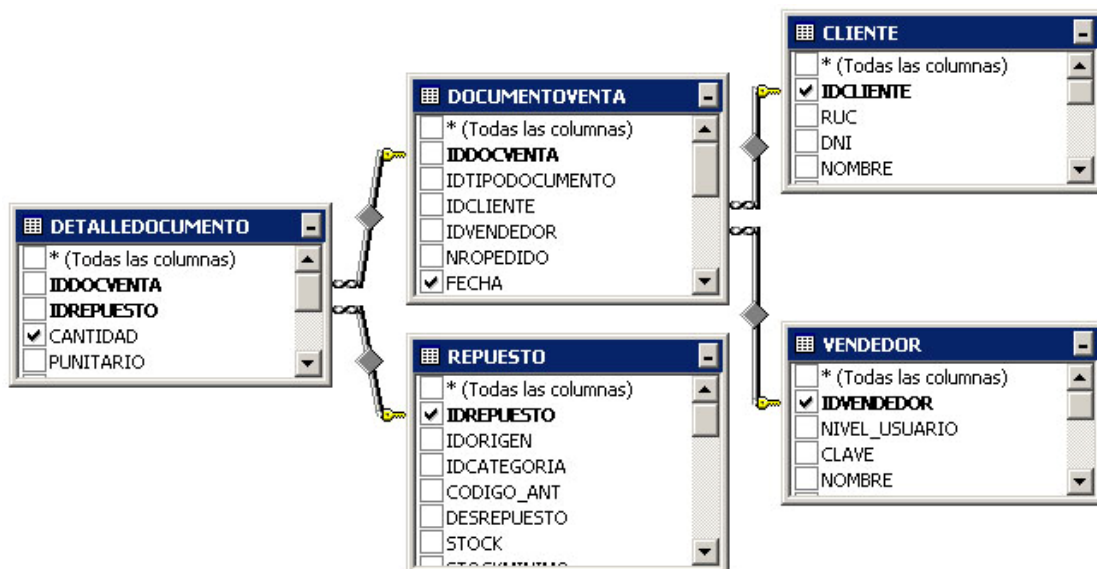 DETALLEDOCUMENTO
* (Todas las columnas)
IDDOCVENTA
IDREPUESTO
CANTIDAD
PUNITARIO
DOCUMENTOVENTA
* (Todas las columnas)
IDDOCVENTA
IDTIPODOCUMENTO
IDCLIENTE
IDVENDEDOR
NROPEDIDO
FECHA
REPUESTO
* (Todas las columnas)
IDREPUESTO
IDORIGEN
IDCATEGORIA
CODIGO_ANT
DESREPUESTO
STOCK
CLIENTE
* (Todas las columnas)
IDCLIENTE
RUC
DNI
NOMBRE
VENDEDOR
* (Todas las columnas)
IDVENDEDOR
NIVEL_USUARIO
CLAVE
NOMBRE